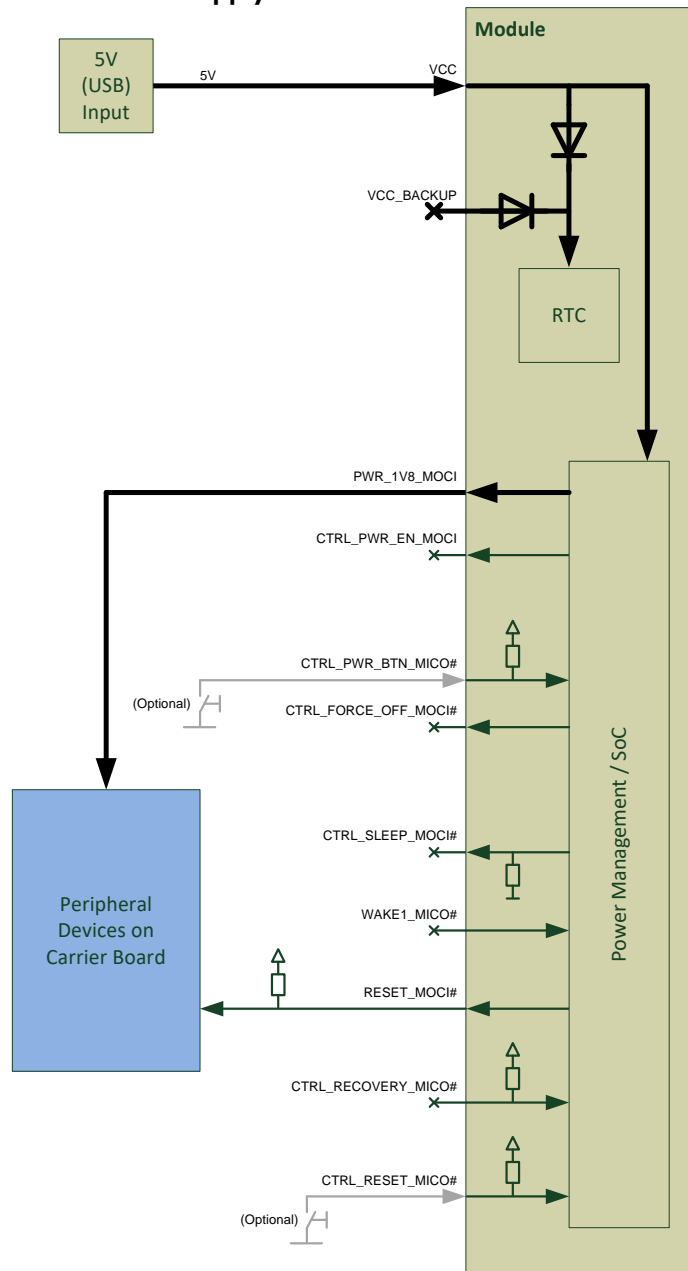 Module
5V
(USB)
Input
5V
VCC
VCC_BACKUP
RTC
PWR_1V8_MOCI
CTRL_PWR_EN_MOCI
CTRL_PWR_BTN_MICO#
(Optional)
CTRL_FORCE_OFF_MOCI#
Power Management / SoC
CTRL_SLEEP_MOCI#
Peripheral
Devices on
Carrier Board
WAKE1_MICO#
RESET_MOCI#
CTRL_RECOVERY_MICO#
CTRL_RESET_MICO#
(Optional)